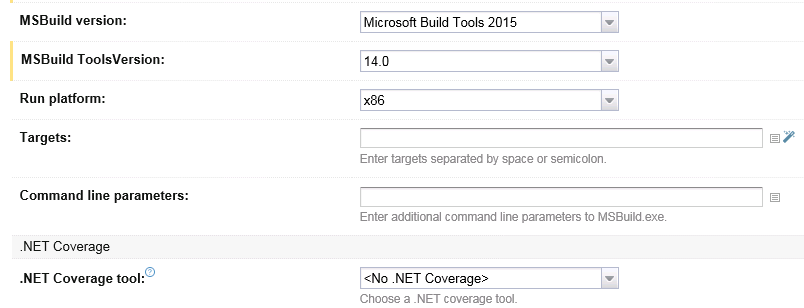 MSBuild version: Microsoft Build Tools 2015
MSBuild ToolsVersion: 14.0
Run platform: x86
Targets:
Enter targets separated by space or semicolon.
Command line parameters:
Enter additional command line parameters to MSBuild.exe.
.NET Coverage
.NET Coverage tool:? <No .NET Coverage>
Choose a .NET coverage tool.